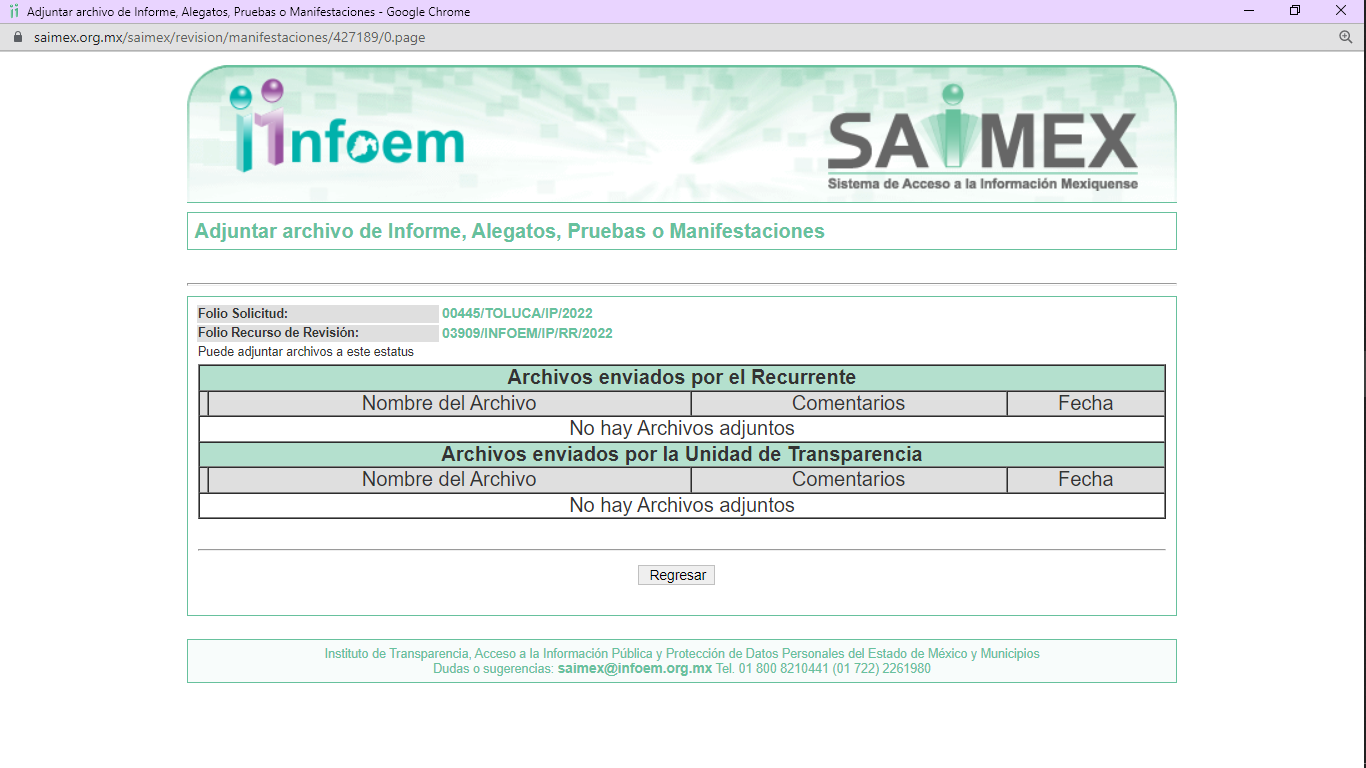 Adjuntar archivo de Informe, Alegatos, Pruebas o Manifestaciones - Google Chrome
saimex.org.mx/saimex/revision/manifestaciones/427189/0.page
infoem
SAIMEX
Sistema de Acceso a la Información Mexiquense
Adjuntar archivo de Informe, Alegatos, Pruebas o Manifestaciones
Folio Solicitud: 00445/TOLUCA/IP/2022
Folio Recurso de Revisión: 03909/INFOEM/IP/RR/2022
Puede adjuntar archivos a este estatus
Archivos enviados por el Recurrente
Nombre del Archivo Comentarios Fecha
No hay Archivos adjuntos
Archivos enviados por la Unidad de Transparencia
Nombre del Archivo Comentarios Fecha
No hay Archivos adjuntos
Regresar
Instituto de Transparencia, Acceso a la Información Pública y Protección de Datos Personales del Estado de México y Municipios
Dudas o sugerencias: saimex@infoem.org.mx Tel. 01 800 8210441 (01 722) 2261980